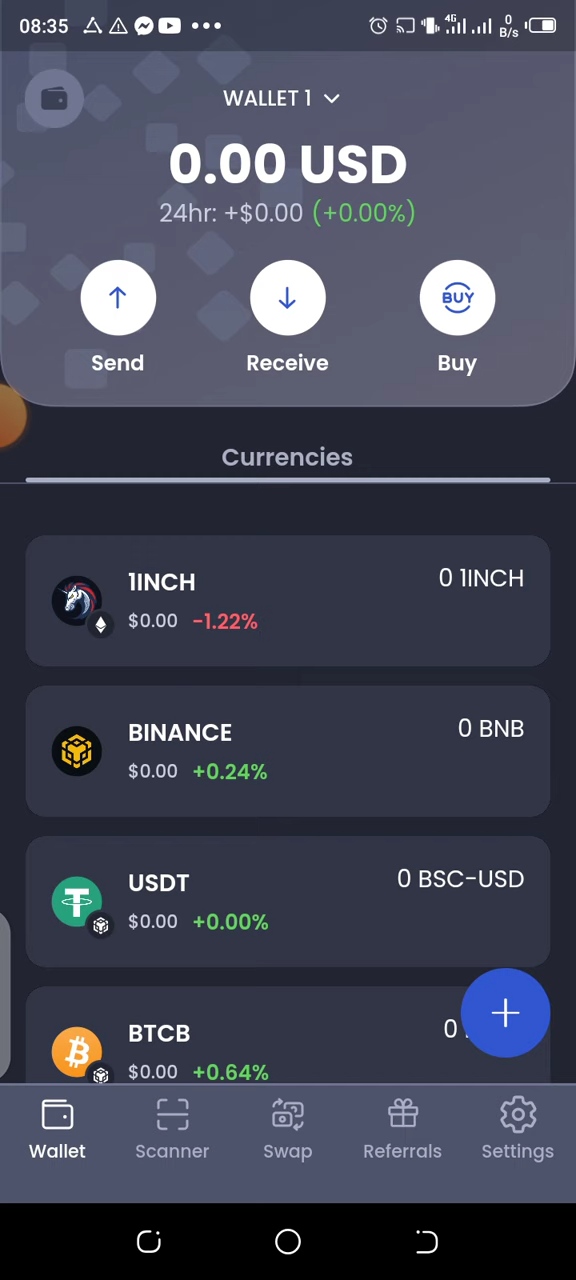 08:35
4G
0
B/s
WALLET 1
0.00 USD
24hr: +$0.00 (+0.00%)
BUY
Send Receive Buy
Currencies
1INCH 0 1INCH
$0.00 -1.22%
BINANCE 0 BNB
$0.00 +0.24%
USDT 0 BSC-USD
$0.00 +0.00%
BTCB 0
$0.00 +0.64%
Wallet Scanner Swap Referrals Settings